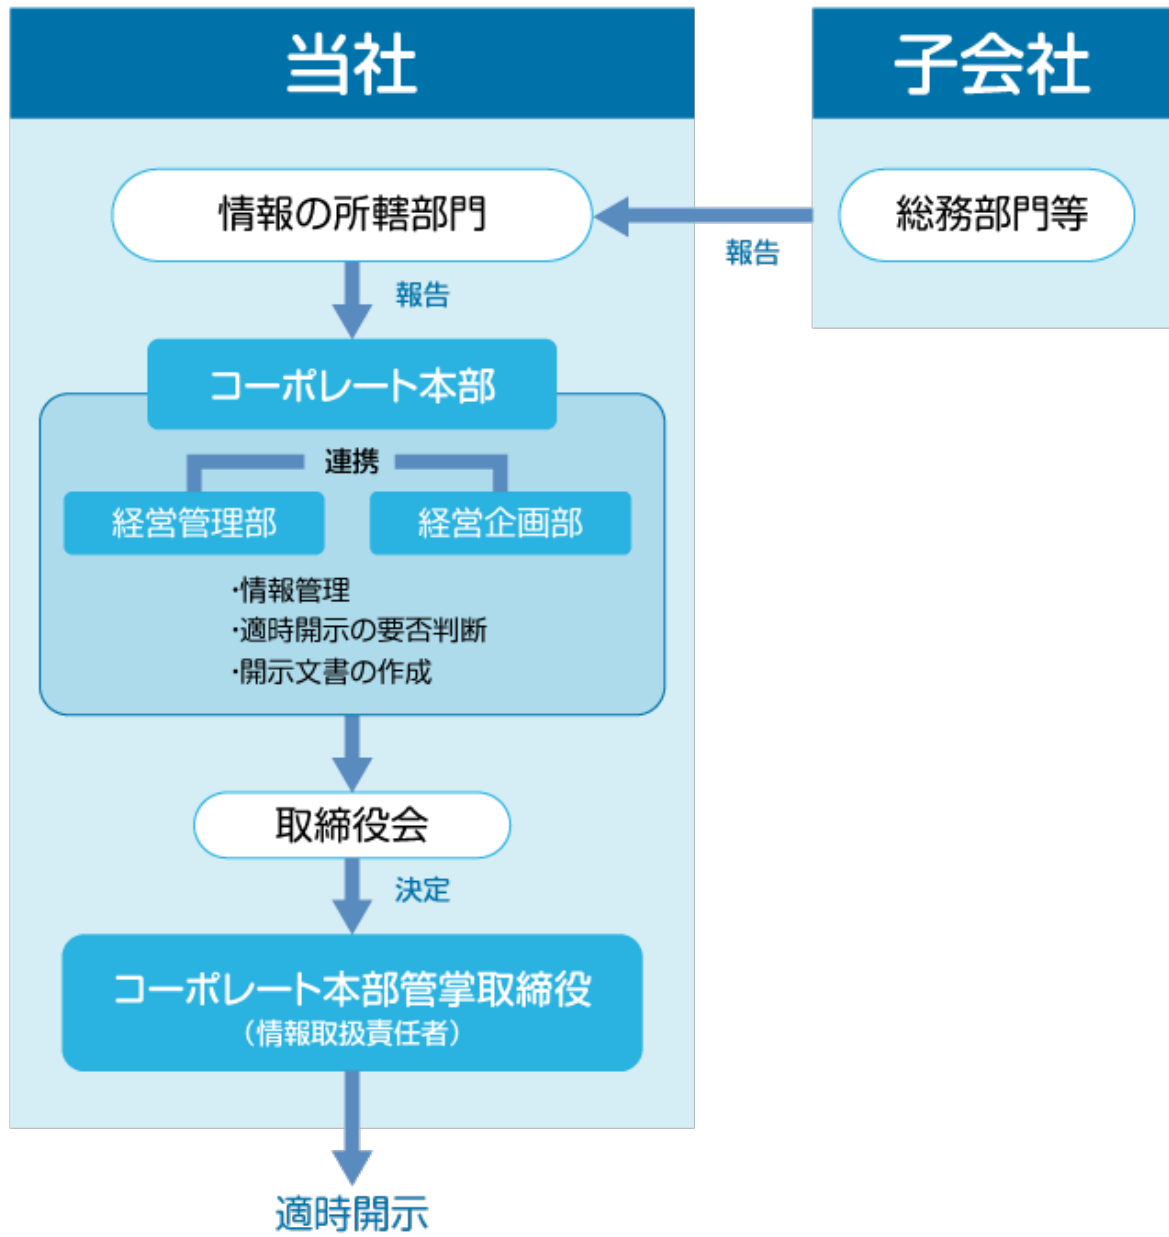 当社
子会社
情報の所轄部門
総務部門等
報告
報告
コーポレート本部
連携
経営管理部
経営企画部
・情報管理
・適時開示の要否判断
・開示文書の作成
取締役会
決定
コーポレート本部管掌取締役
（情報取扱責任者）
適時開示